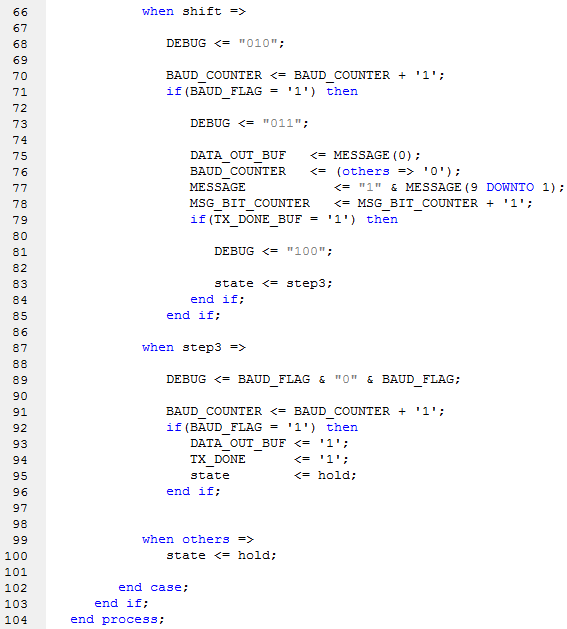 66 when shift =>
67
68 DEBUG <= "010";
69
70 BAUD_COUNTER <= BAUD_COUNTER + '1';
71 if(BAUD_FLAG = '1') then
72
73 DEBUG <= "011";
74
75 DATA_OUT_BUF <= MESSAGE(0);
76 BAUD_COUNTER <= (others => '0');
77 MESSAGE <= "1" & MESSAGE(9 DOWNTO 1);
78 MSG_BIT_COUNTER <= MSG_BIT_COUNTER + '1';
79 if(TX_DONE_BUF = '1') then
80
81 DEBUG <= "100";
82
83 state <= step3;
84 end if;
85 end if;
86
87 when step3 =>
88
89 DEBUG <= BAUD_FLAG & "0" & BAUD_FLAG;
90
91 BAUD_COUNTER <= BAUD_COUNTER + '1';
92 if(BAUD_FLAG = '1') then
93 DATA_OUT_BUF <= '1';
94 TX_DONE <= '1';
95 state <= hold;
96 end if;
97
98
99 when others =>
100 state <= hold;
101
102 end case;
103 end if;
104 end process;